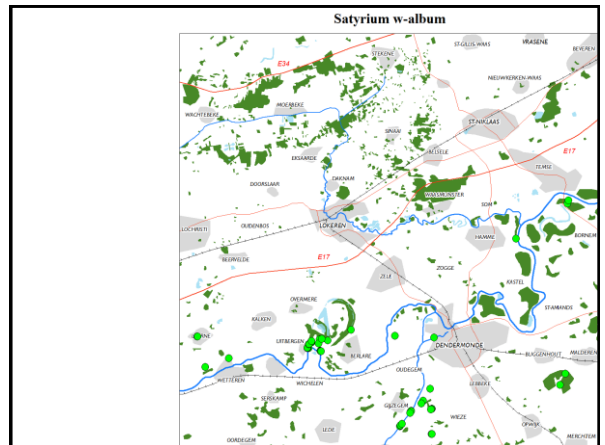 Satyrium w-album
ST-GILLIS-WAAS
VRASENE
BEVEREN
STEKENE
E34
NIEUWKERKEN-WAAS
MOERBEKE
WACHTEBEKE
ST-NIKLAAS
SINAAI
BELSELE
E17
EKSAARDE
TEMSE
DAKNAM
DOORSLAAR
WAASMUNSTER
SOM
LOKEREN
OUDENBOS
LOCHRISTI
HAMME
BORNEM
E17
BEERVELDE
ZOGGE
ZELE
KASTEL
OVERMERE
ST-AMANDS
KALKEN
UITBERGEN
BERLARE
DENDERMONDE
BUGGENHOUT
MALDEREN
OUDEGEM
WETTEREN
WICHELEN
LEBBEKE
SERSKAMP
GIJZEGEM
WIEZE
LEDE
OPWIJK
MERCHTEM
OORDEGEM